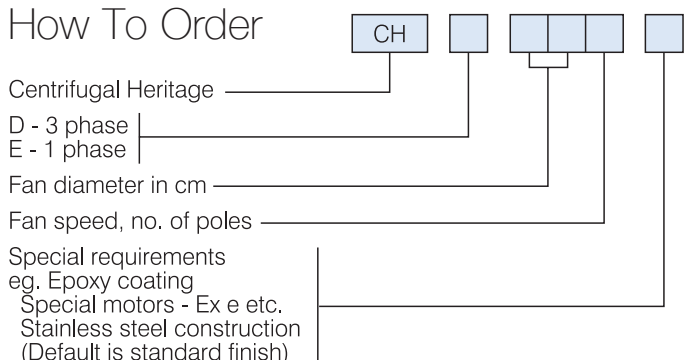 How To Order
CH
Centrifugal Heritage
D - 3 phase
E - 1 phase
Fan diameter in cm
Fan speed, no. of poles
Special requirements
eg. Epoxy coating
Special motors - Ex e etc.
Stainless steel construction
(Default is standard finish)